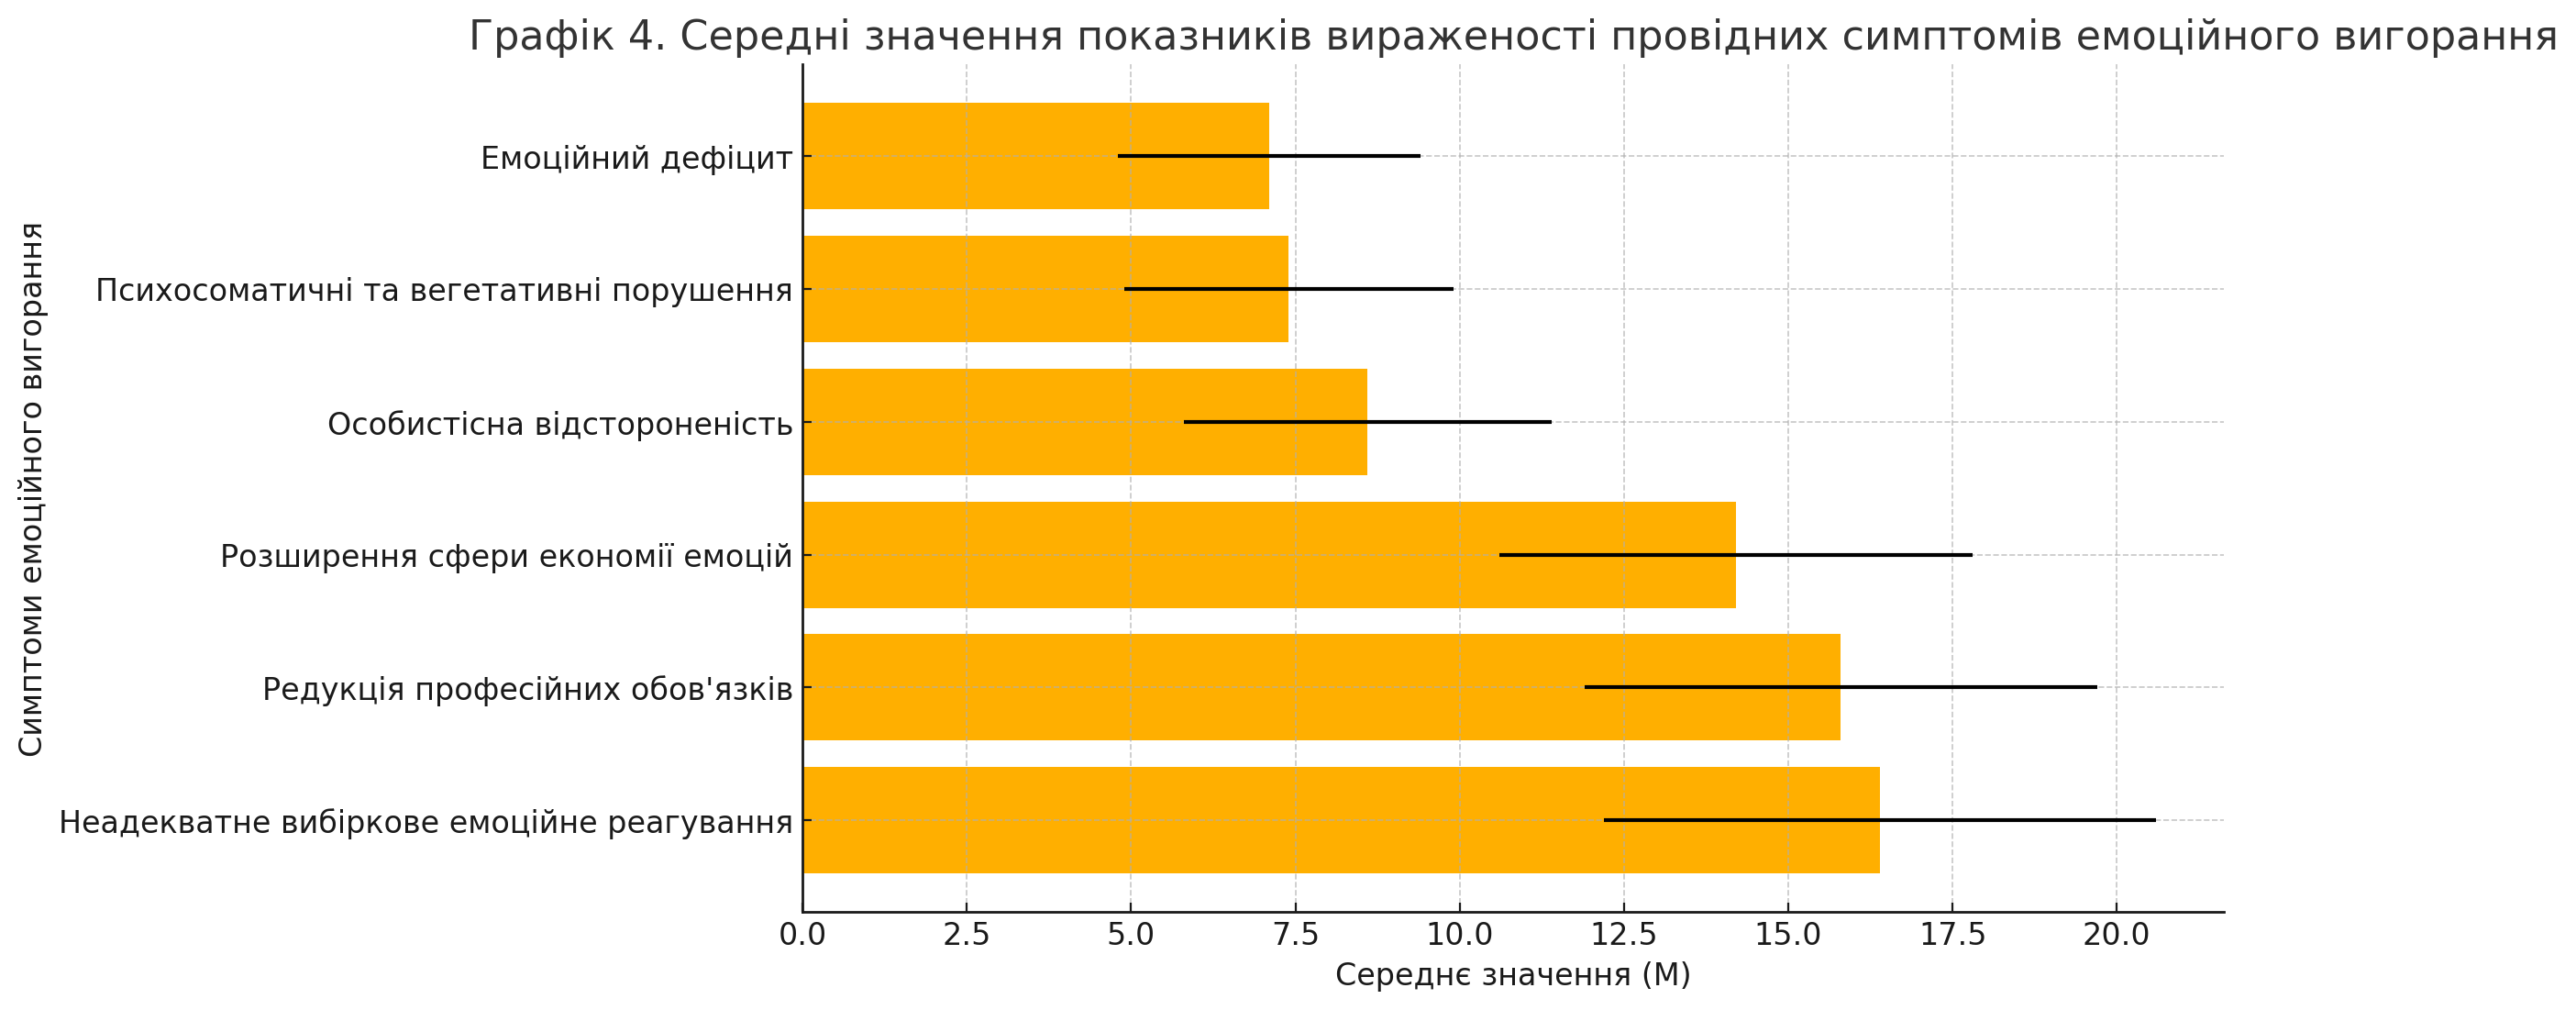 Графік 4. Середні значення показників вираженості провідних симптомів емоційного вигорання
Симптоми емоційного вигорання
Емоційний дефіцит
Психосоматичні та вегетативні порушення
Особистісна відстороненість
Розширення сфери економії емоцій
Редукція професійних обов'язків
Неадекватне вибіркове емоційне реагування
0.0 2.5 5.0 7.5 10.0 12.5 15.0 17.5 20.0
Середнє значення (M)